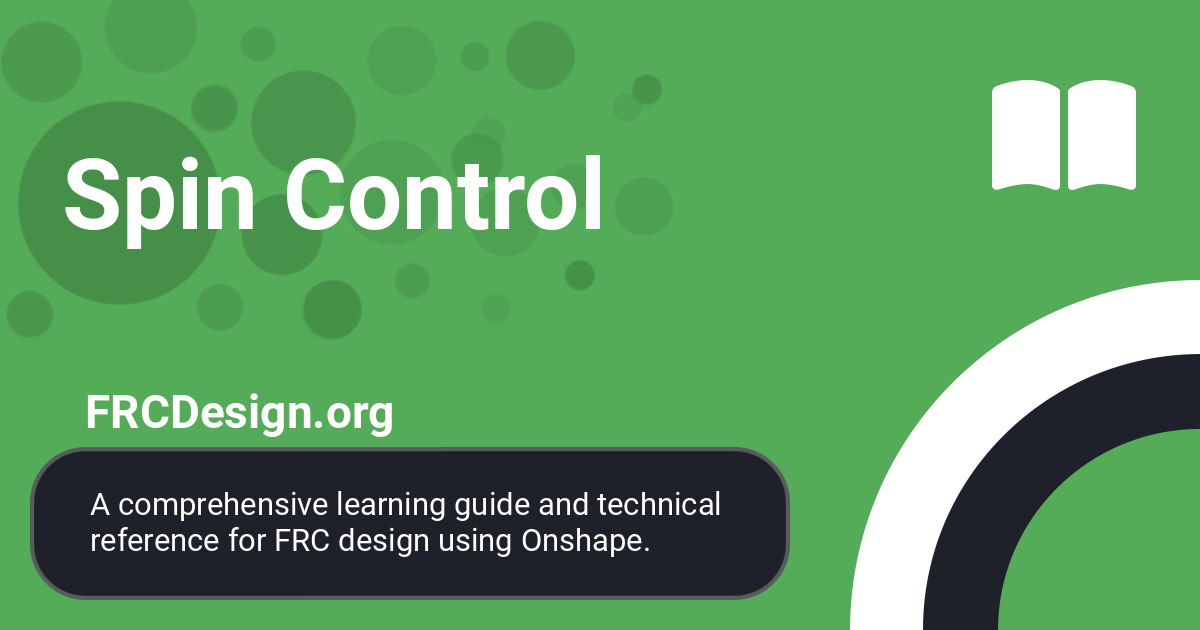 Spin Control
FRCDesign.org
A comprehensive learning guide and technical
reference for FRC design using Onshape.